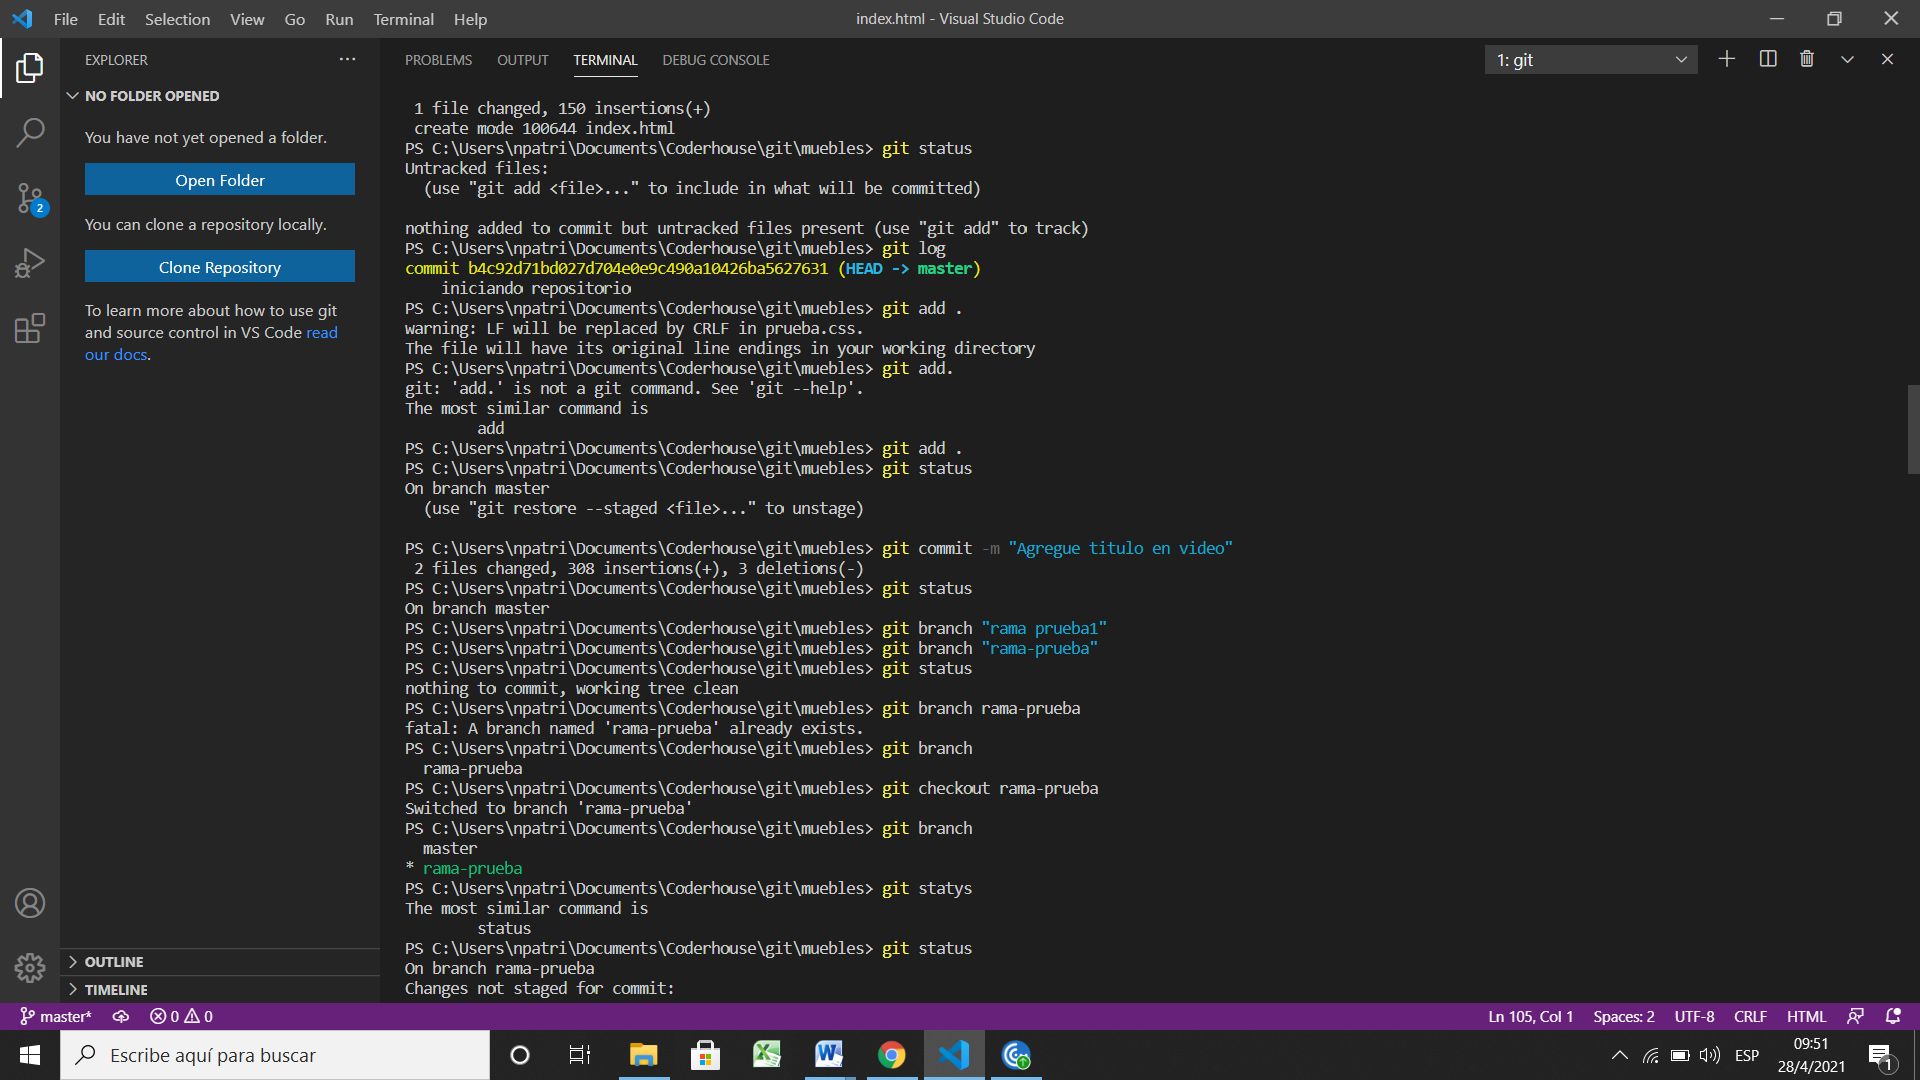 File Edit Selection View Go Run Terminal Help
index.html - Visual Studio Code
EXPLORER
NO FOLDER OPENED
You have not yet opened a folder.
Open Folder
You can clone a repository locally.
Clone Repository
To learn more about how to use git
and source control in VS Code read
our docs.
OUTLINE
TIMELINE
2
PROBLEMS OUTPUT TERMINAL DEBUG CONSOLE
1: git
1 file changed, 150 insertions(+)
create mode 100644 index.html
PS C:\Users\npatri\Documents\Coderhouse\git\muebles> git status
Untracked files:
(use "git add <file>..." to include in what will be committed)
nothing added to commit but untracked files present (use "git add" to track)
PS C:\Users\npatri\Documents\Coderhouse\git\muebles> git log
commit b4c92d71bd027d704e0e9c490a10426ba5627631 (HEAD -> master)
iniciando repositorio
PS C:\Users\npatri\Documents\Coderhouse\git\muebles> git add .
warning: LF will be replaced by CRLF in prueba.css.
The file will have its original line endings in your working directory
PS C:\Users\npatri\Documents\Coderhouse\git\muebles> git add.
git: 'add.' is not a git command. See 'git --help'.
The most similar command is
add
PS C:\Users\npatri\Documents\Coderhouse\git\muebles> git add .
PS C:\Users\npatri\Documents\Coderhouse\git\muebles> git status
On branch master
(use "git restore --staged <file>..." to unstage)
PS C:\Users\npatri\Documents\Coderhouse\git\muebles> git commit -m "Agregue titulo en video"
2 files changed, 308 insertions(+), 3 deletions(-)
PS C:\Users\npatri\Documents\Coderhouse\git\muebles> git status
On branch master
PS C:\Users\npatri\Documents\Coderhouse\git\muebles> git branch "rama prueba1"
PS C:\Users\npatri\Documents\Coderhouse\git\muebles> git branch "rama-prueba"
PS C:\Users\npatri\Documents\Coderhouse\git\muebles> git status
nothing to commit, working tree clean
PS C:\Users\npatri\Documents\Coderhouse\git\muebles> git branch rama-prueba
fatal: A branch named 'rama-prueba' already exists.
PS C:\Users\npatri\Documents\Coderhouse\git\muebles> git branch
rama-prueba
PS C:\Users\npatri\Documents\Coderhouse\git\muebles> git checkout rama-prueba
Switched to branch 'rama-prueba'
PS C:\Users\npatri\Documents\Coderhouse\git\muebles> git branch
master
* rama-prueba
PS C:\Users\npatri\Documents\Coderhouse\git\muebles> git statys
The most similar command is
status
PS C:\Users\npatri\Documents\Coderhouse\git\muebles> git status
On branch rama-prueba
Changes not staged for commit:
master* 0 0
Ln 105, Col 1 Spaces: 2 UTF-8 CRLF HTML
Escribe aquí para buscar
ESP
09:51
28/4/2021
1